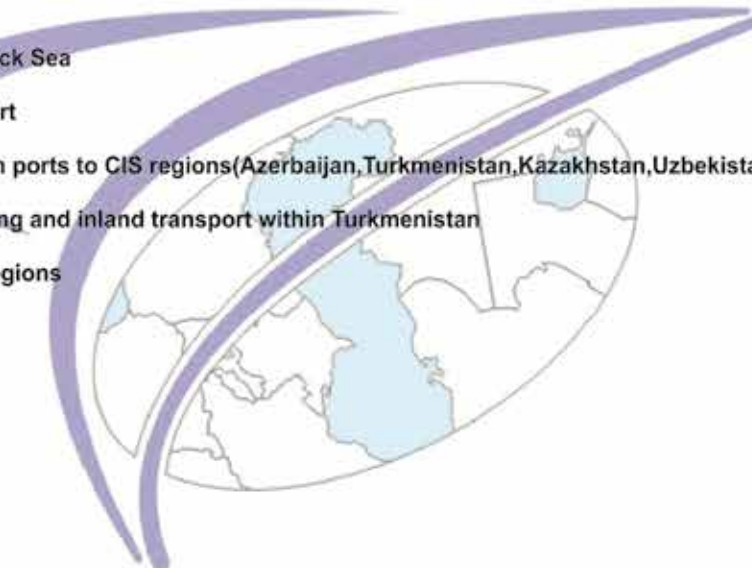 ck Sea
rt
n ports to CIS regions(Azerbaijan,Turkmenistan,Kazakhstan,Uzbekista
ng and inland transport within Turkmenistan
gions